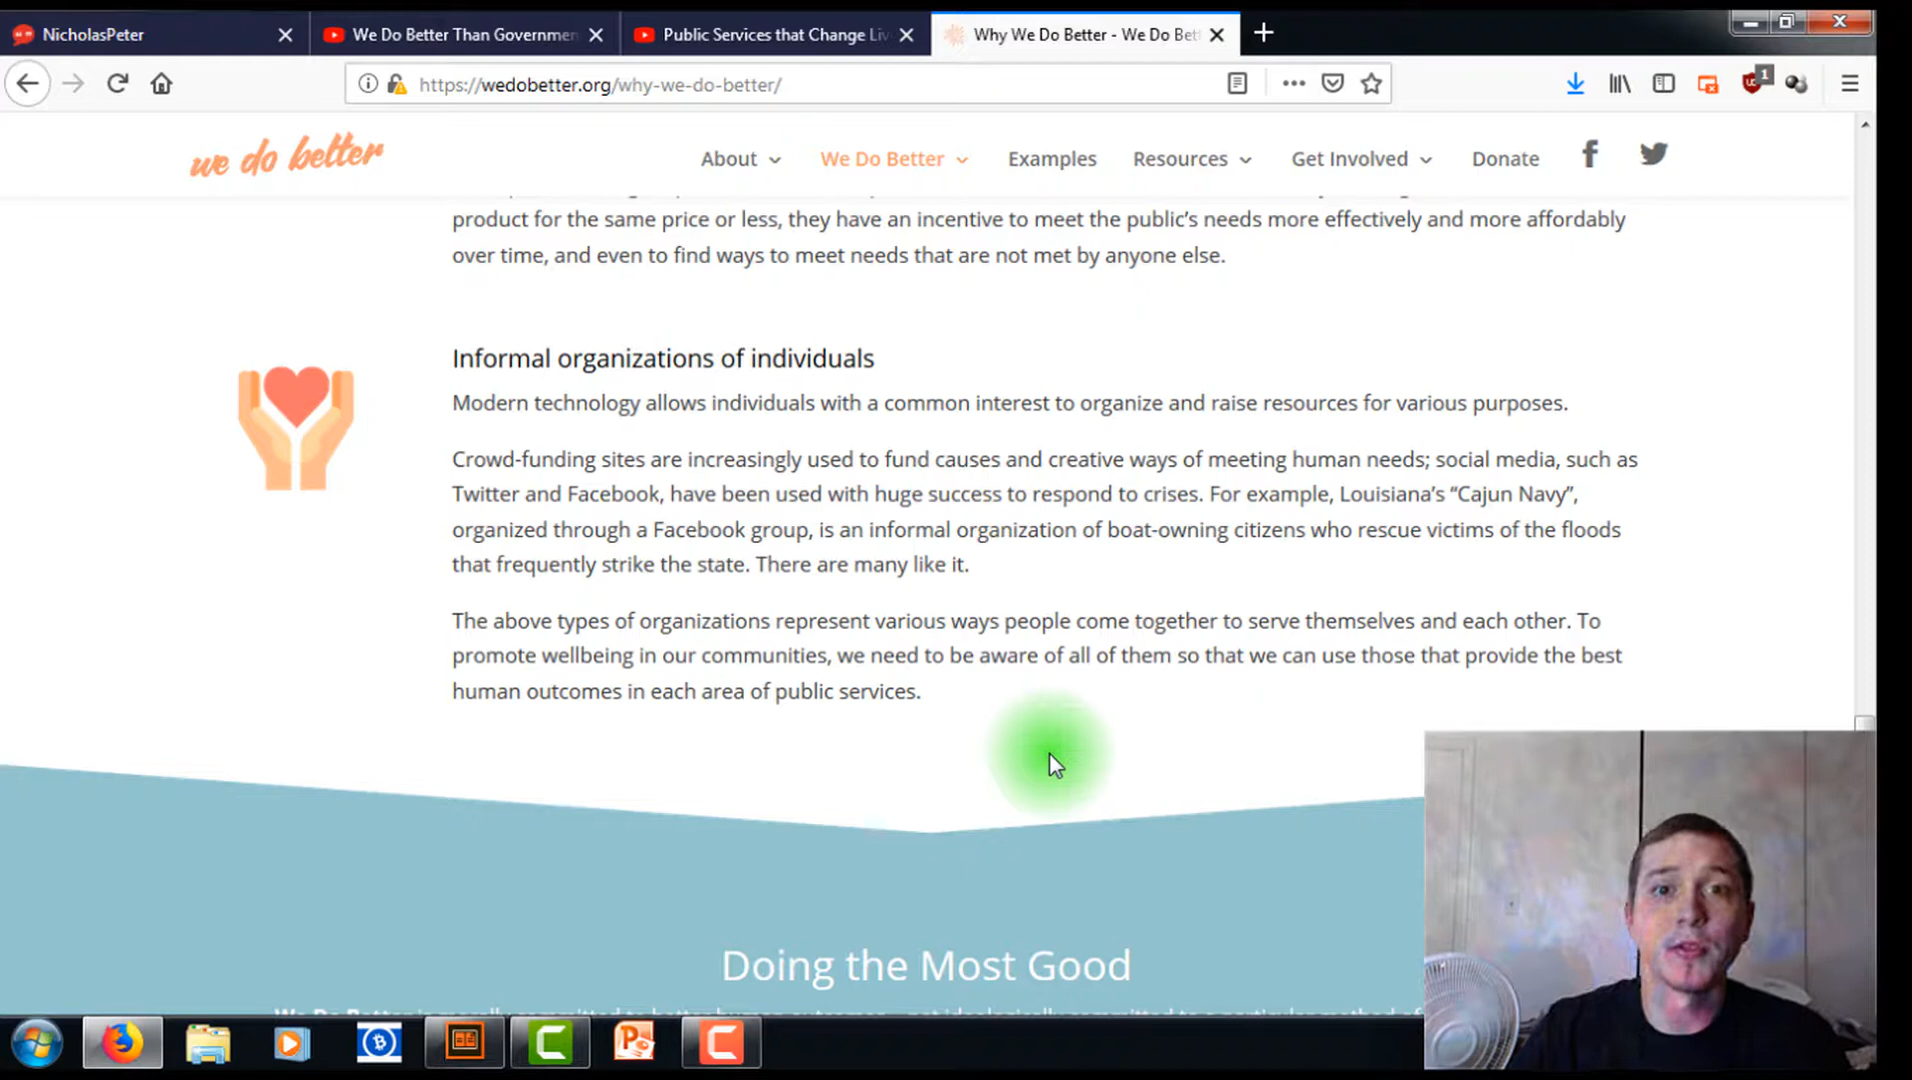 NicholasPeter
We Do Better Than Governmen
Public Services that Change Liv
Why We Do Better - We Do Bett
https://wedobetter.org/why-we-do-better/
1
we do better
About
We Do Better
Examples
Resources
Get Involved
Donate
product for the same price or less, they have an incentive to meet the public's needs more effectively and more affordably
over time, and even to find ways to meet needs that are not met by anyone else.
Informal organizations of individuals
Modern technology allows individuals with a common interest to organize and raise resources for various purposes.
Crowd-funding sites are increasingly used to fund causes and creative ways of meeting human needs; social media, such as
Twitter and Facebook, have been used with huge success to respond to crises. For example, Louisiana's “Cajun Navy”,
organized through a Facebook group, is an informal organization of boat-owning citizens who rescue victims of the floods
that frequently strike the state. There are many like it.
The above types of organizations represent various ways people come together to serve themselves and each other. To
promote wellbeing in our communities, we need to be aware of all of them so that we can use those that provide the best
human outcomes in each area of public services.
Doing the Most Good